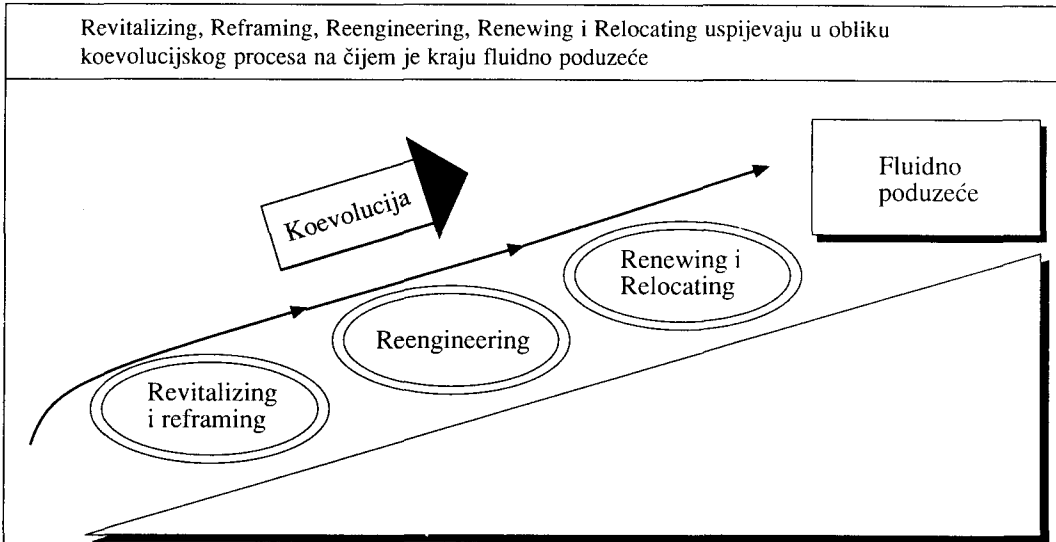 Revitalizing, Reframing, Reengineering, Renewing i Relocating uspijevaju u obliku
koevolucijskog procesa na čijem je kraju fluidno poduzeće
Fluidno
poduzeće
Koevolucija
Renewing i
Relocating
Reengineering
Revitalizing
i reframing